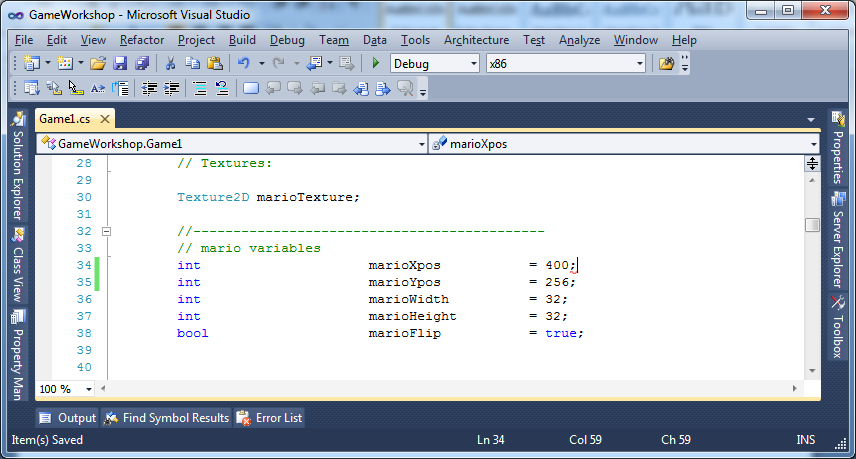 GameWorkshop - Microsoft Visual Studio
File Edit View Refactor Project Build Debug Team Data Tools Architecture Test Analyze Window Help
Debug x86
Game1.cs
GameWorkshop.Game1 marioXpos
28 // Textures:
29
30 Texture2D marioTexture;
31
32 //--------------------------------------------
33 // mario variables
34 int marioXpos = 400;
35 int marioYpos = 256;
36 int marioWidth = 32;
37 int marioHeight = 32;
38 bool marioFlip = true;
39
40
100 %
Solution Explorer
Class View
Property Man
Properties
Server Explorer
Toolbox
Output Find Symbol Results Error List
Item(s) Saved Ln 34 Col 59 Ch 59 INS